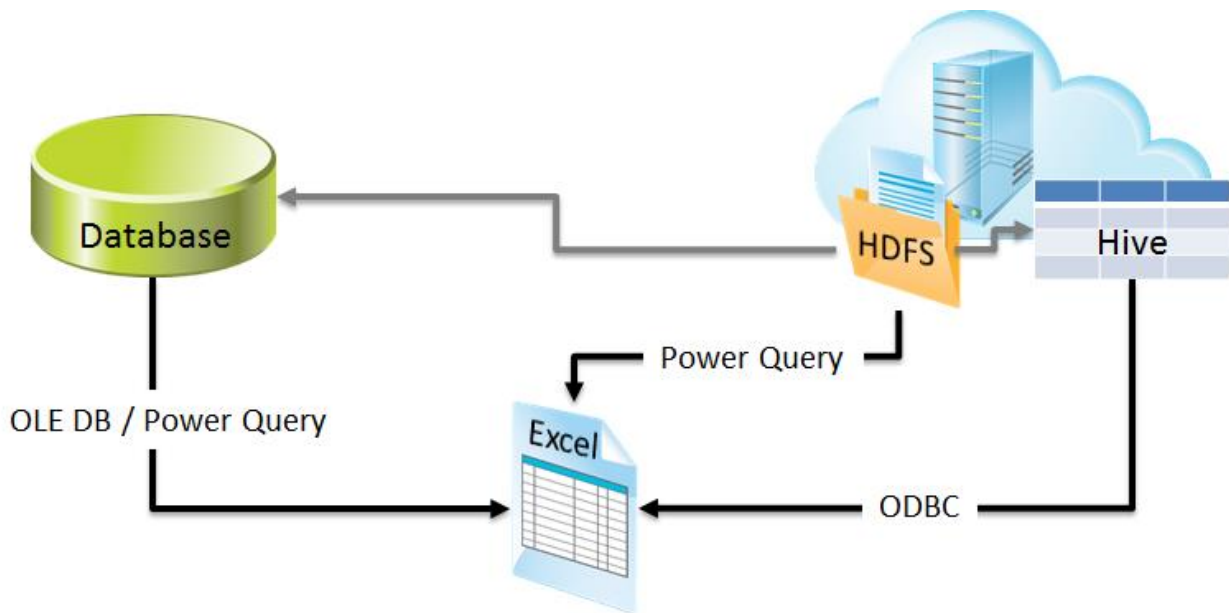 Database
HDFS
Hive
Power Query
OLE DB / Power Query
Excel
ODBC